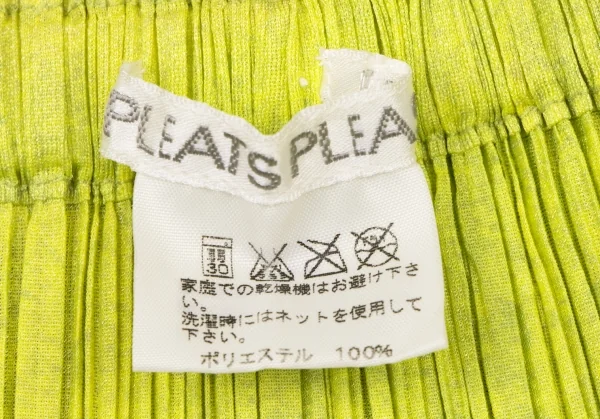 PLEATS PLEA
30
家庭での乾燥機はお避け下さ
い。
洗濯時にはネットを使用して
下さい。
ポリエステル 100%